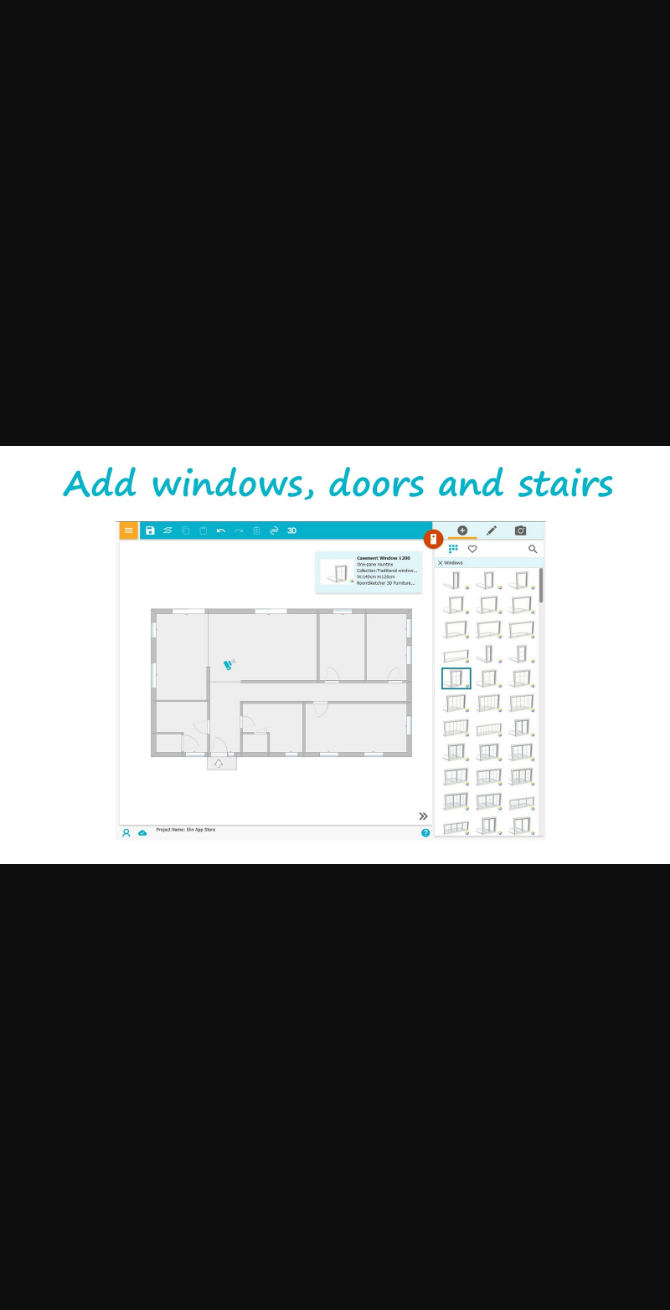 Add windows, doors and stairs
3D
Casement Window 1200
One-pane muntins
Collection: Traditional window...
W:140cm H:120cm
RoomSketcher 3D Furniture...
X Windows
Project Name: Elin App Store
?